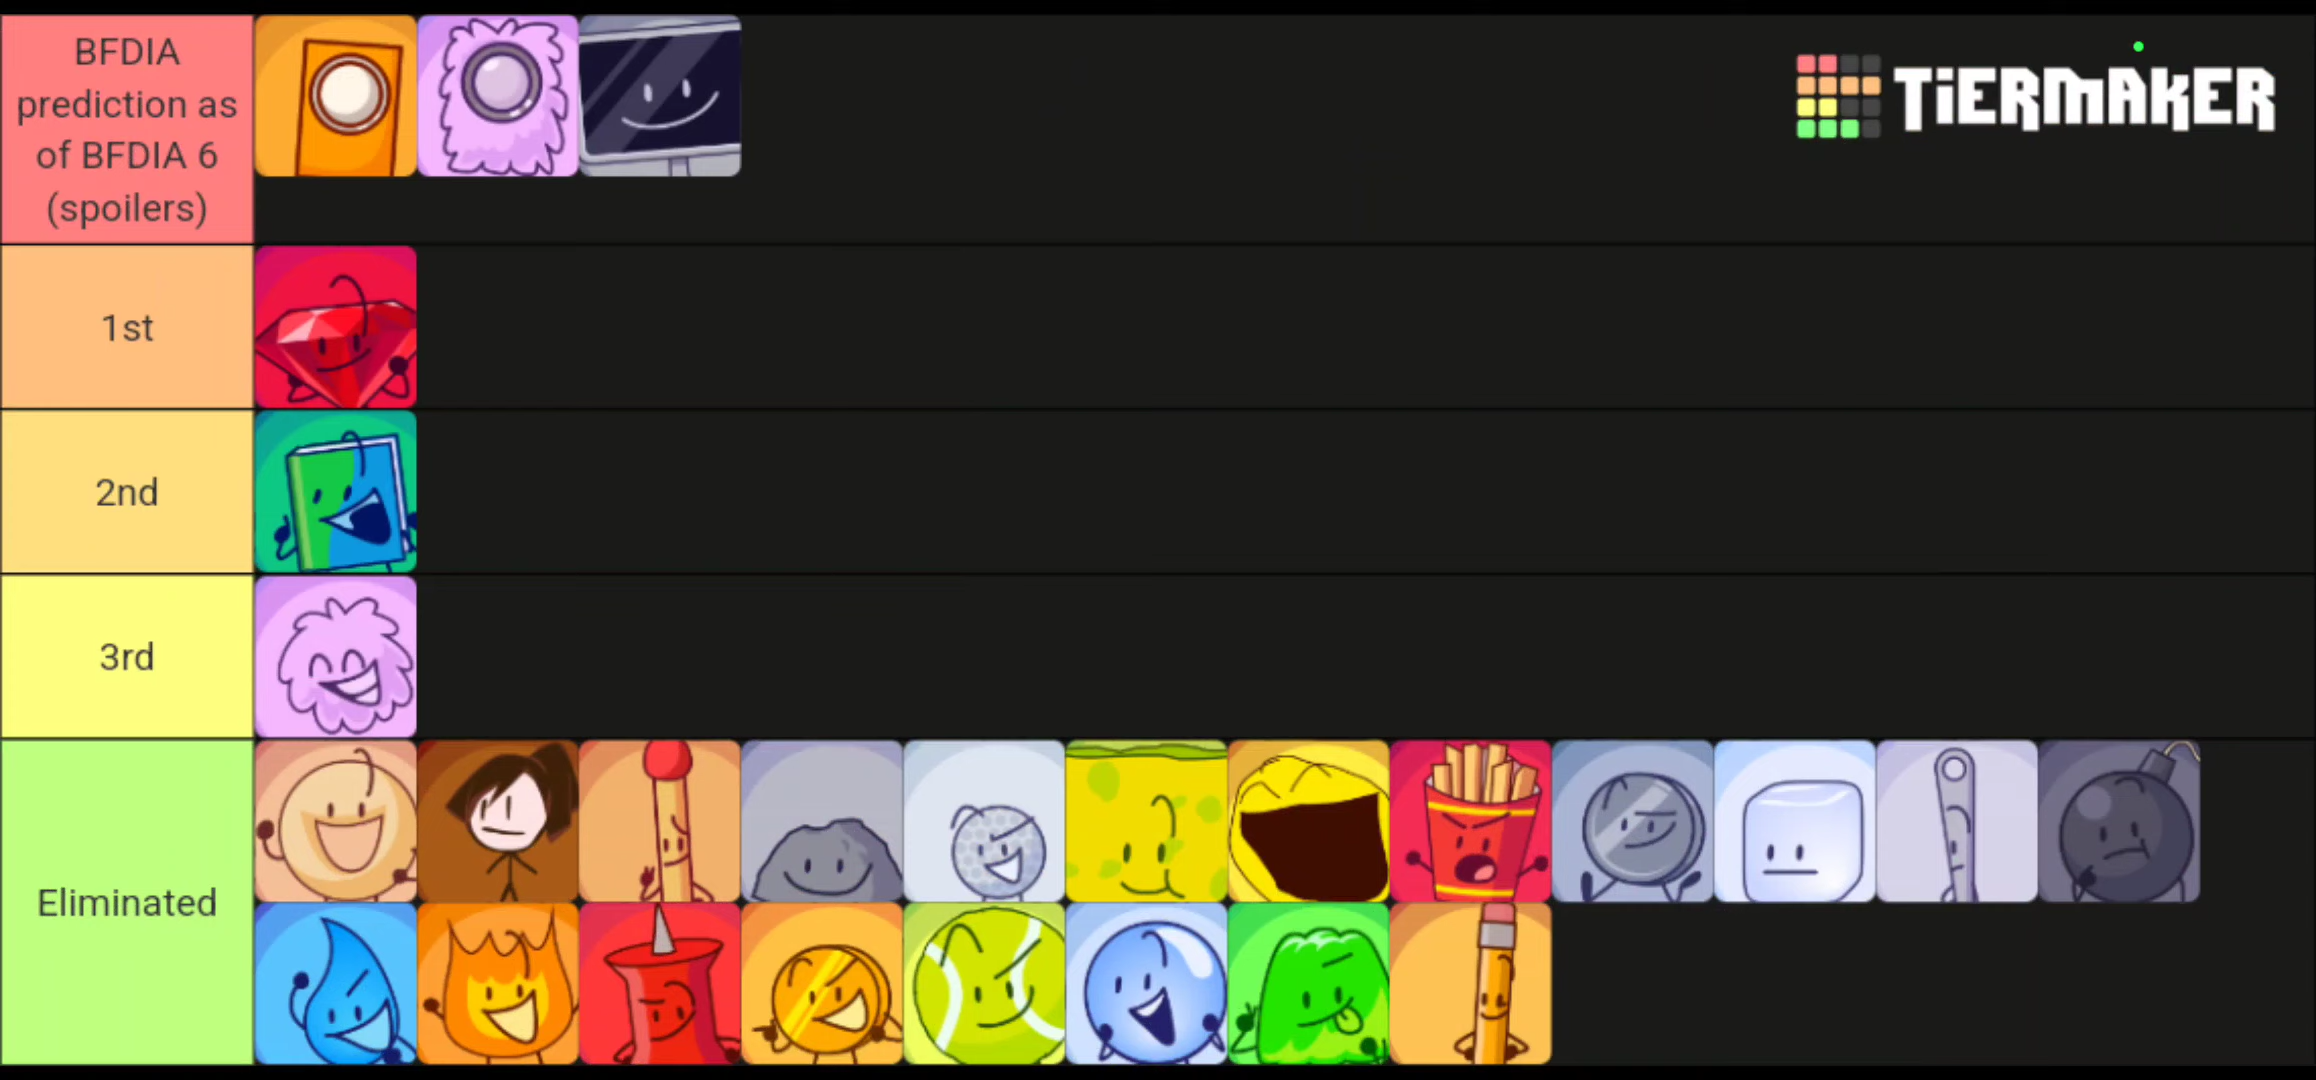 BFDIA
prediction as
of BFDIA 6
(spoilers)
TiERMAKER
1st
2nd
3rd
Eliminated